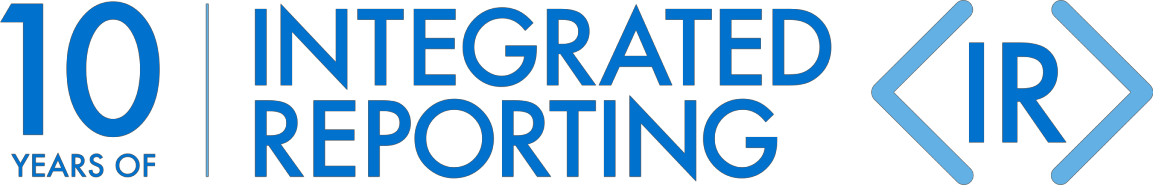 10
YEARS OF
INTEGRATED
REPORTING
<IR>